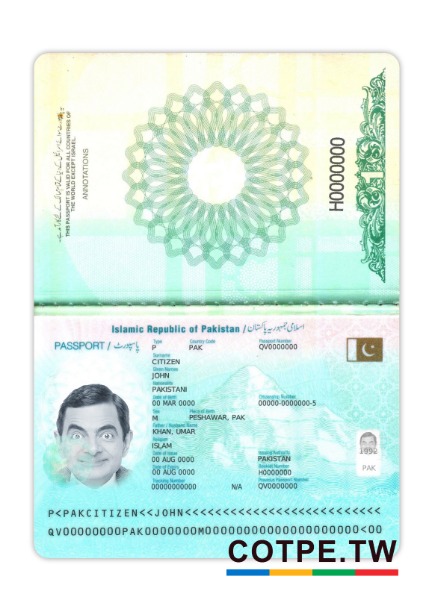 THIS PASSPORT IS VALID FOR ALL COUNTRIES OF
THE WORLD EXCEPT ISRAEL.
ANNOTATIONS
H0000000
1
Islamic Republic of Pakistan / اسلامی جمہوریہ پاکستان
PASSPORT / پاسپورٹ
Type Country Code Passport Number
P PAK QV0000000
Surname
CITIZEN
Given Names
JOHN
Nationality
PAKISTANI
Date of Birth Citizenship Number
00 MAR 0000 00000-0000000-5
Sex Place of Birth
M PESHAWAR, PAK
Father / Husband Name
KHAN, UMAR
Religion
ISLAM
Date of Issue Issuing Authority
00 AUG 0000 PAKISTAN
Date of Expiry Booklet Number
00 AUG 0000 H0000000
Tracking Number Previous Passport Number
00000000000 N/A QV0000000
1992
PAK
P<PAKCITIZEN<<JOHN<<<<<<<<<<<<<<<<<<<<<<<<<<
QV00000000PAK0000000M00000000000000000000<00
COTPE.TW